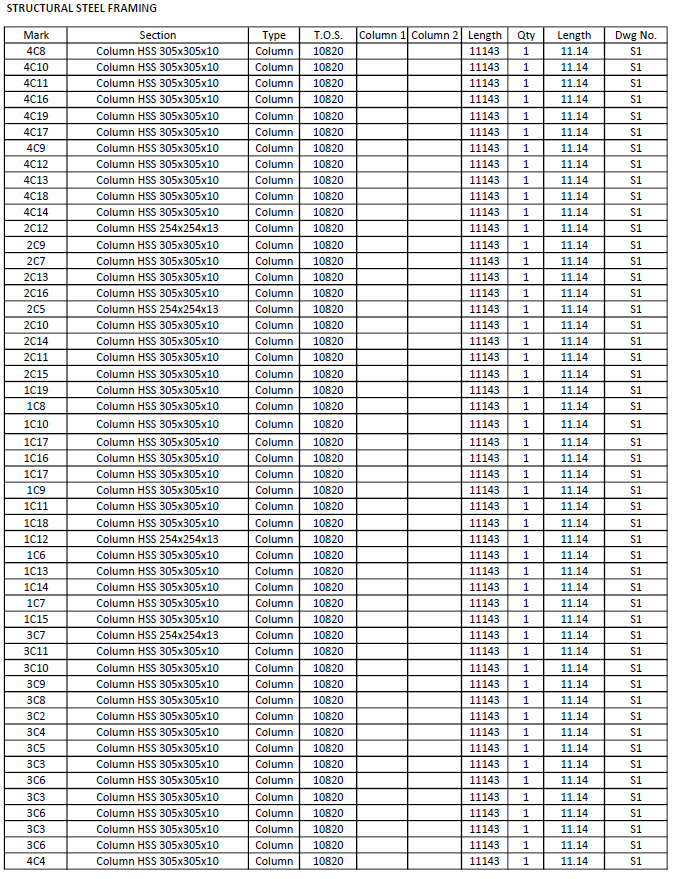 STRUCTURAL STEEL FRAMING
Mark Section Type T.O.S. Column 1 Column 2 Length Qty Length Dwg No.
4C8 Column HSS 305x305x10 Column 10820 11143 1 11.14 S1
4C10 Column HSS 305x305x10 Column 10820 11143 1 11.14 S1
4C11 Column HSS 305x305x10 Column 10820 11143 1 11.14 S1
4C16 Column HSS 305x305x10 Column 10820 11143 1 11.14 S1
4C19 Column HSS 305x305x10 Column 10820 11143 1 11.14 S1
4C17 Column HSS 305x305x10 Column 10820 11143 1 11.14 S1
4C9 Column HSS 305x305x10 Column 10820 11143 1 11.14 S1
4C12 Column HSS 305x305x10 Column 10820 11143 1 11.14 S1
4C13 Column HSS 305x305x10 Column 10820 11143 1 11.14 S1
4C18 Column HSS 305x305x10 Column 10820 11143 1 11.14 S1
4C14 Column HSS 305x305x10 Column 10820 11143 1 11.14 S1
2C12 Column HSS 254x254x13 Column 10820 11143 1 11.14 S1
2C9 Column HSS 305x305x10 Column 10820 11143 1 11.14 S1
2C7 Column HSS 305x305x10 Column 10820 11143 1 11.14 S1
2C13 Column HSS 305x305x10 Column 10820 11143 1 11.14 S1
2C16 Column HSS 305x305x10 Column 10820 11143 1 11.14 S1
2C5 Column HSS 254x254x13 Column 10820 11143 1 11.14 S1
2C10 Column HSS 305x305x10 Column 10820 11143 1 11.14 S1
2C14 Column HSS 305x305x10 Column 10820 11143 1 11.14 S1
2C11 Column HSS 305x305x10 Column 10820 11143 1 11.14 S1
2C15 Column HSS 305x305x10 Column 10820 11143 1 11.14 S1
1C19 Column HSS 305x305x10 Column 10820 11143 1 11.14 S1
1C8 Column HSS 305x305x10 Column 10820 11143 1 11.14 S1
1C10 Column HSS 305x305x10 Column 10820 11143 1 11.14 S1
1C17 Column HSS 305x305x10 Column 10820 11143 1 11.14 S1
1C16 Column HSS 305x305x10 Column 10820 11143 1 11.14 S1
1C17 Column HSS 305x305x10 Column 10820 11143 1 11.14 S1
1C9 Column HSS 305x305x10 Column 10820 11143 1 11.14 S1
1C11 Column HSS 305x305x10 Column 10820 11143 1 11.14 S1
1C18 Column HSS 305x305x10 Column 10820 11143 1 11.14 S1
1C12 Column HSS 254x254x13 Column 10820 11143 1 11.14 S1
1C6 Column HSS 305x305x10 Column 10820 11143 1 11.14 S1
1C13 Column HSS 305x305x10 Column 10820 11143 1 11.14 S1
1C14 Column HSS 305x305x10 Column 10820 11143 1 11.14 S1
1C7 Column HSS 305x305x10 Column 10820 11143 1 11.14 S1
1C15 Column HSS 305x305x10 Column 10820 11143 1 11.14 S1
3C7 Column HSS 254x254x13 Column 10820 11143 1 11.14 S1
3C11 Column HSS 305x305x10 Column 10820 11143 1 11.14 S1
3C10 Column HSS 305x305x10 Column 10820 11143 1 11.14 S1
3C9 Column HSS 305x305x10 Column 10820 11143 1 11.14 S1
3C8 Column HSS 305x305x10 Column 10820 11143 1 11.14 S1
3C2 Column HSS 305x305x10 Column 10820 11143 1 11.14 S1
3C4 Column HSS 305x305x10 Column 10820 11143 1 11.14 S1
3C5 Column HSS 305x305x10 Column 10820 11143 1 11.14 S1
3C3 Column HSS 305x305x10 Column 10820 11143 1 11.14 S1
3C6 Column HSS 305x305x10 Column 10820 11143 1 11.14 S1
3C3 Column HSS 305x305x10 Column 10820 11143 1 11.14 S1
3C6 Column HSS 305x305x10 Column 10820 11143 1 11.14 S1
3C3 Column HSS 305x305x10 Column 10820 11143 1 11.14 S1
3C6 Column HSS 305x305x10 Column 10820 11143 1 11.14 S1
4C4 Column HSS 305x305x10 Column 10820 11143 1 11.14 S1